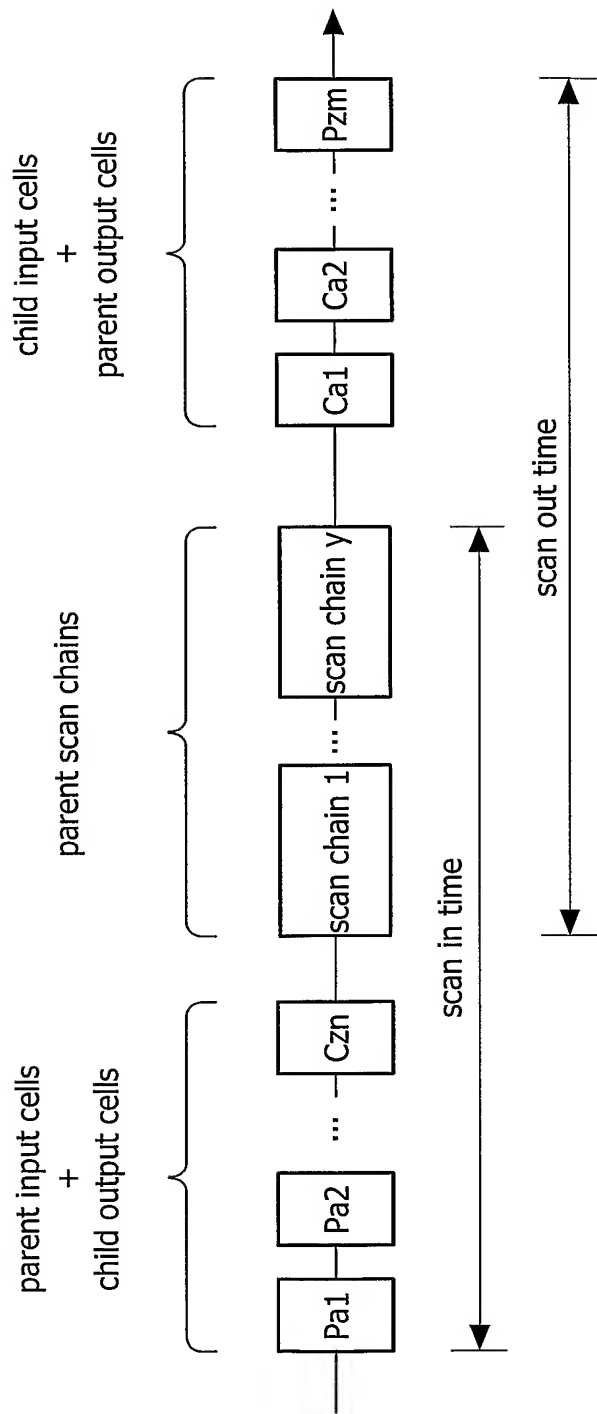 parent input cells
+
child output cells
parent scan chains
child input cells
+
parent output cells
Pa1
Pa2
...
Czn
scan chain 1
...
scan chain y
Ca1
Ca2
...
Pzm
scan in time
scan out time